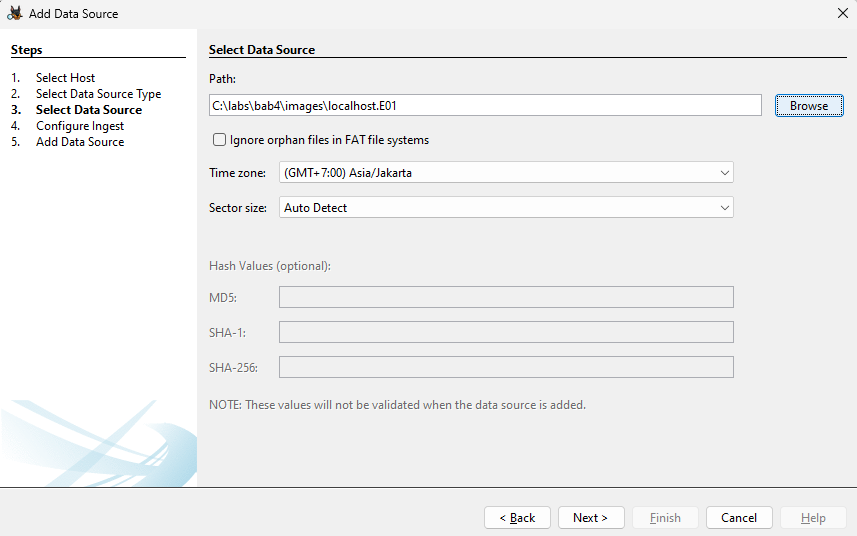 Add Data Source
Steps
1. Select Host
2. Select Data Source Type
3. Select Data Source
4. Configure Ingest
5. Add Data Source
Select Data Source
Path:
C:\labs\bab4\images\localhost.E01
Browse
Ignore orphan files in FAT file systems
Time zone: (GMT+7:00) Asia/Jakarta
Sector size: Auto Detect
Hash Values (optional):
MD5:
SHA-1:
SHA-256:
NOTE: These values will not be validated when the data source is added.
< Back Next > Finish Cancel Help